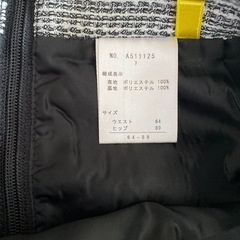 NO. A511125
7
組成表示
表地 ポリエステル 100%
裏地 ポリエステル 100%
サイズ
ウエスト 64
ヒップ 89
64-89